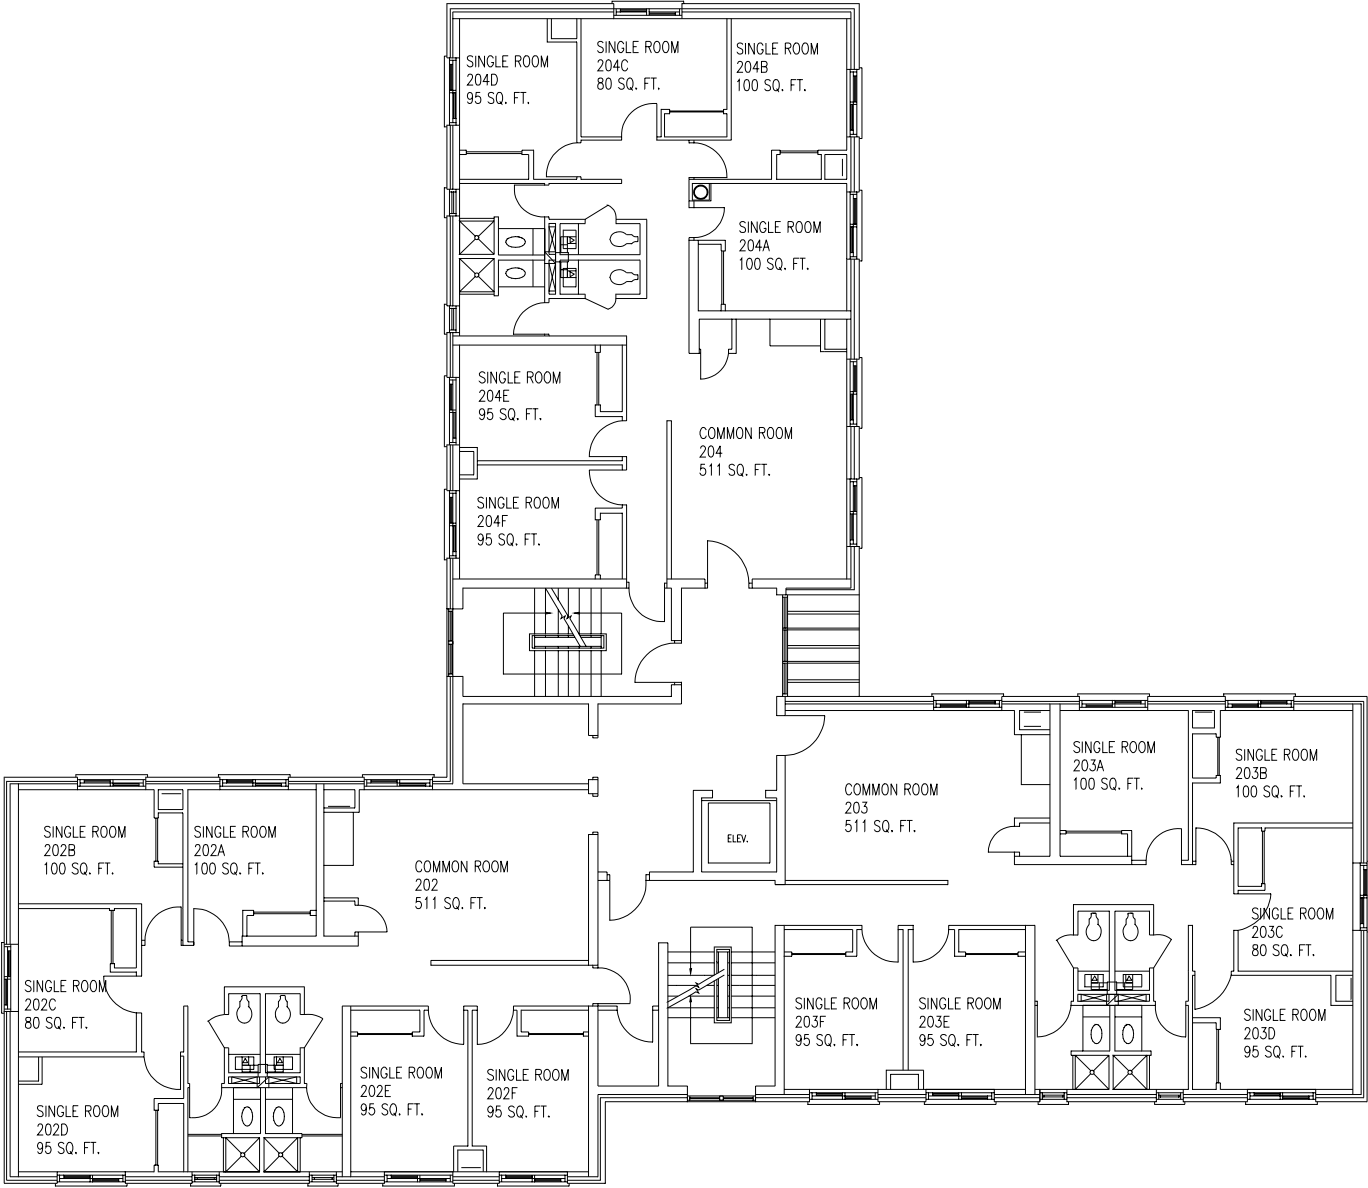 SINGLE ROOM
204D
95 SQ. FT.
SINGLE ROOM
204C
80 SQ. FT.
SINGLE ROOM
204B
100 SQ. FT.
SINGLE ROOM
204A
100 SQ. FT.
SINGLE ROOM
204E
95 SQ. FT.
COMMON ROOM
204
511 SQ. FT.
SINGLE ROOM
204F
95 SQ. FT.
SINGLE ROOM
203A
100 SQ. FT.
SINGLE ROOM
203B
100 SQ. FT.
COMMON ROOM
203
511 SQ. FT.
ELEV.
SINGLE ROOM
202B
100 SQ. FT.
SINGLE ROOM
202A
100 SQ. FT.
COMMON ROOM
202
511 SQ. FT.
SINGLE ROOM
203C
80 SQ. FT.
SINGLE ROOM
202C
80 SQ. FT.
SINGLE ROOM
203F
95 SQ. FT.
SINGLE ROOM
203E
95 SQ. FT.
SINGLE ROOM
203D
95 SQ. FT.
SINGLE ROOM
202E
95 SQ. FT.
SINGLE ROOM
202F
95 SQ. FT.
SINGLE ROOM
202D
95 SQ. FT.